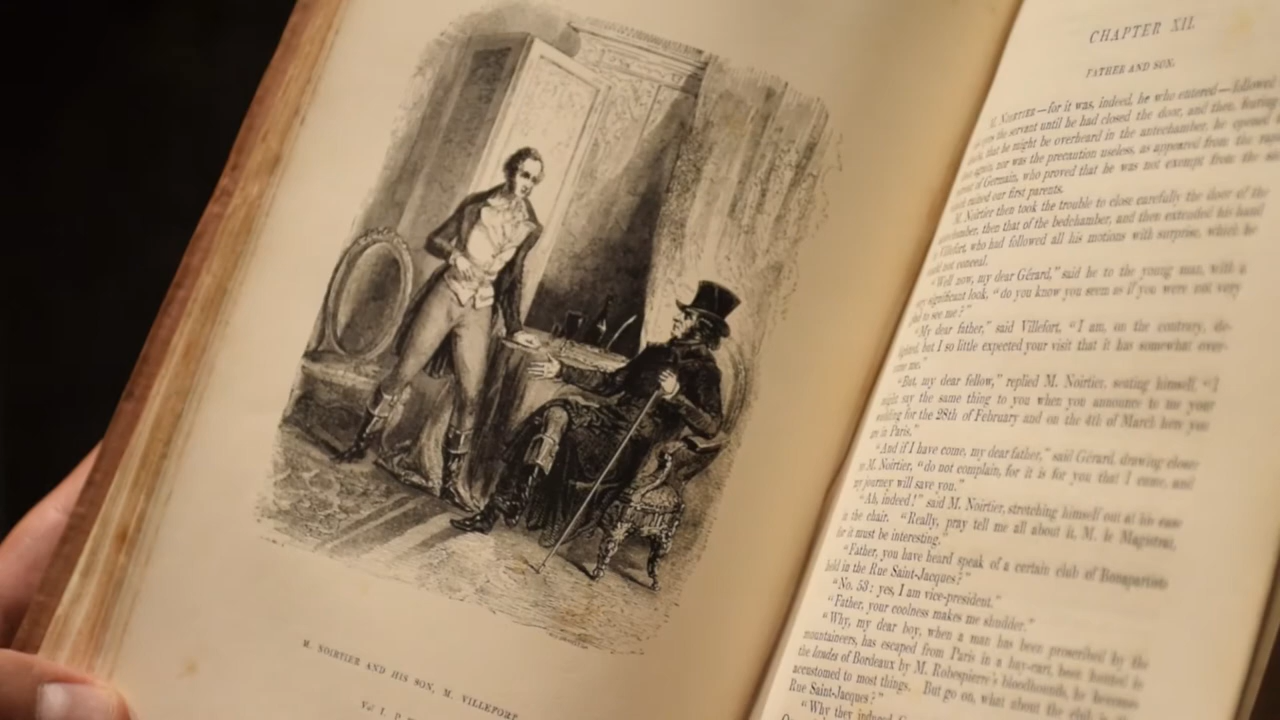 M. NOIRTIER AND HIS SON, M. VILLEFORT
CHAPTER XII.
FATHER AND SON.
M. NOIRTIER—for it was, indeed, he who entered—followed
the servant until he had closed the door, and then, fearing
that he might be overheard in the antechamber, he opened
again, nor was the precaution useless, as appeared from the
of Germain, who proved that he was not exempt from the
ruined our first parents.
M. Noirtier then took the trouble to close carefully the door of the
then that of the bedchamber, and then extended his hand
Villefort, who had followed all his motions with surprise, which he
not conceal.
"Well now, my dear Gérard," said he to the young man, with a
very significant look, "do you know you seem as if you were not very
to see me?"
"My dear father," said Villefort, "I am, on the contrary, de-
but I so little expected your visit that it has somewhat over-
me."
"But, my dear fellow," replied M. Noirtier, seating himself, "I
might say the same thing to you when you announce to me your
wedding for the 28th of February and on the 4th of March here you
are in Paris."
"And if I have come, my dear father," said Gérard, drawing closer
to M. Noirtier, "do not complain, for it is for you that I came, and
my journey will save you."
"Ah, indeed!" said M. Noirtier, stretching himself out at his ease
in the chair. "Really, pray tell me all about it, M. le Magistrat,
for it must be interesting."
"Father, you have heard speak of a certain club of Bonapartists
held in the Rue Saint-Jacques?"
"No. 53: yes, I am vice-president."
"Father, your coolness makes me shudder."
"Why, my dear boy, when a man has been proscribed by the
mountaineers, has escaped from Paris in a hay-cart, been hunted in
the landes of Bordeaux by M. Robespierre's bloodhounds, he becomes
accustomed to most things. But go on, what about the club in
Rue Saint-Jacques?"
"Why they induced